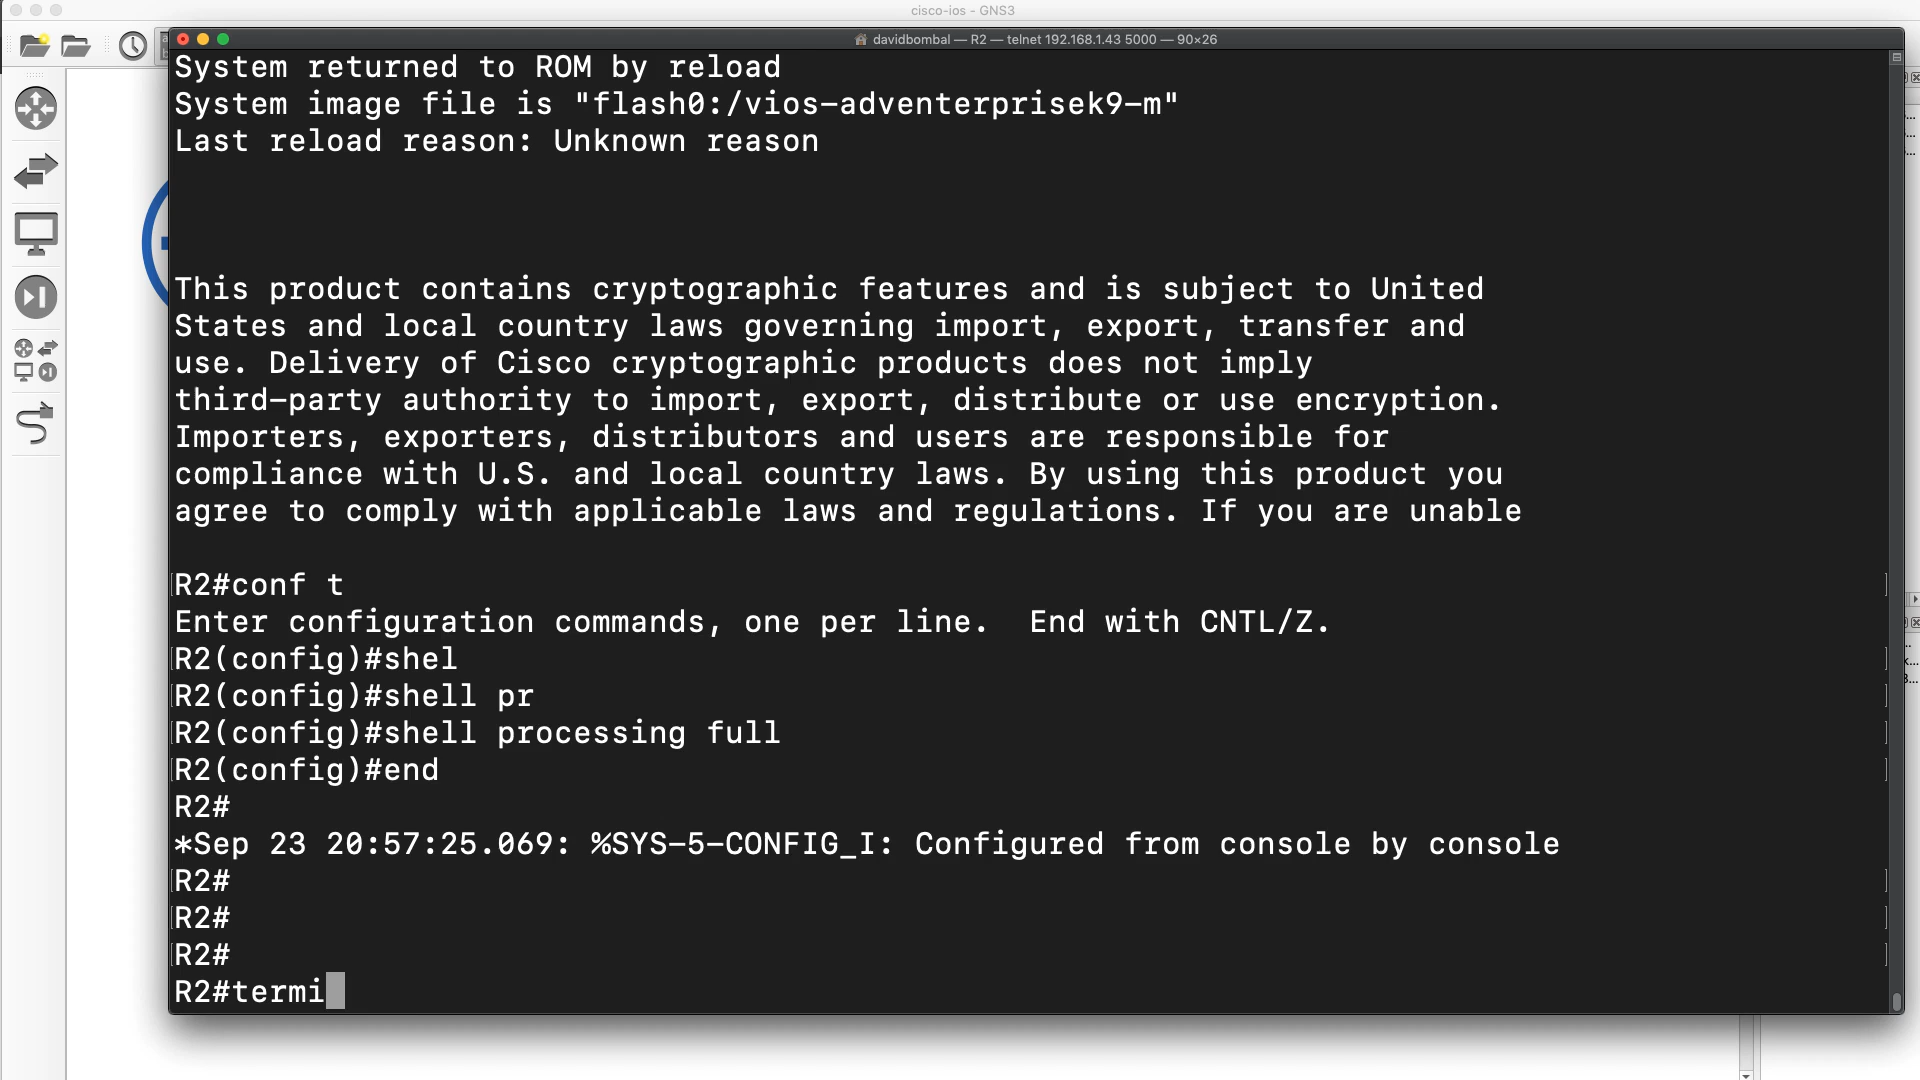 cisco-ios - GNS3
davidbombal — R2 — telnet 192.168.1.43 5000 — 90×26
System returned to ROM by reload
System image file is "flash0:/vios-adventerprisek9-m"
Last reload reason: Unknown reason
This product contains cryptographic features and is subject to United
States and local country laws governing import, export, transfer and
use. Delivery of Cisco cryptographic products does not imply
third-party authority to import, export, distribute or use encryption.
Importers, exporters, distributors and users are responsible for
compliance with U.S. and local country laws. By using this product you
agree to comply with applicable laws and regulations. If you are unable
R2#conf t
Enter configuration commands, one per line.  End with CNTL/Z.
R2(config)#shel
R2(config)#shell pr
R2(config)#shell processing full
R2(config)#end
R2#
*Sep 23 20:57:25.069: %SYS-5-CONFIG_I: Configured from console by console
R2#
R2#
R2#
R2#termi